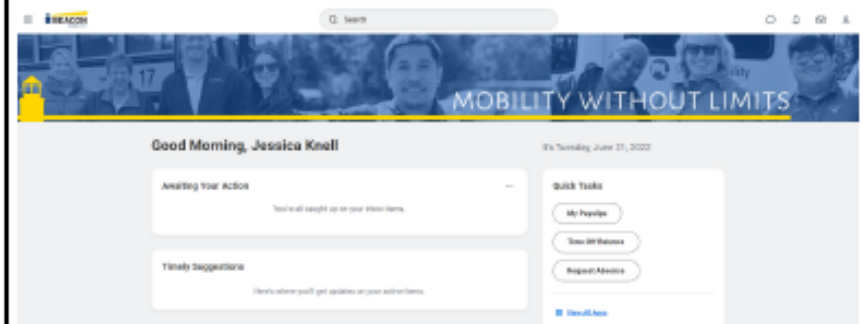 BEACON
Search
17
MOBILITY WITHOUT LIMITS
Good Morning, Jessica Knell
It's Tuesday, June 21, 2022
Awaiting Your Action
You're all caught up on your inbox items.
Quick Tasks
My Payslips
Time Off Balance
Request Absence
Timely Suggestions
Here's where you'll get updates on your active items.
View All Apps